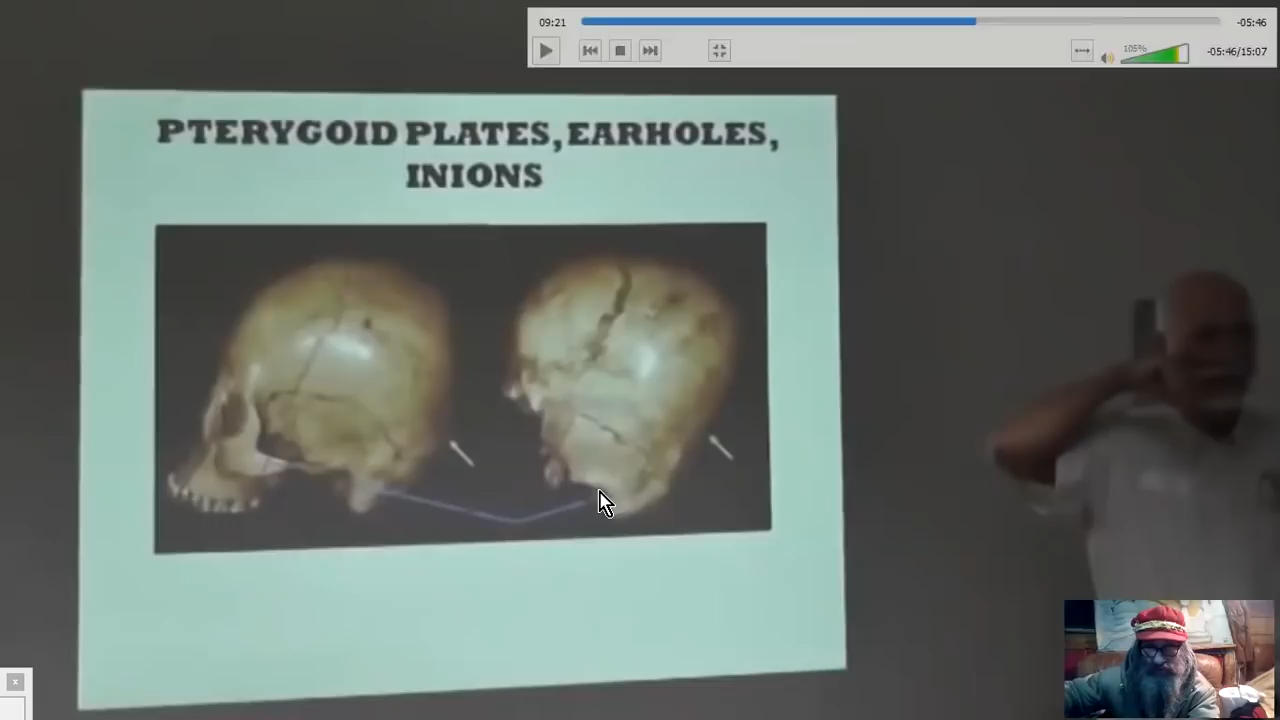 09:21
-05:46
105%
-05:46/15:07
PTERYGOID PLATES, EARHOLES,
INIONS
x